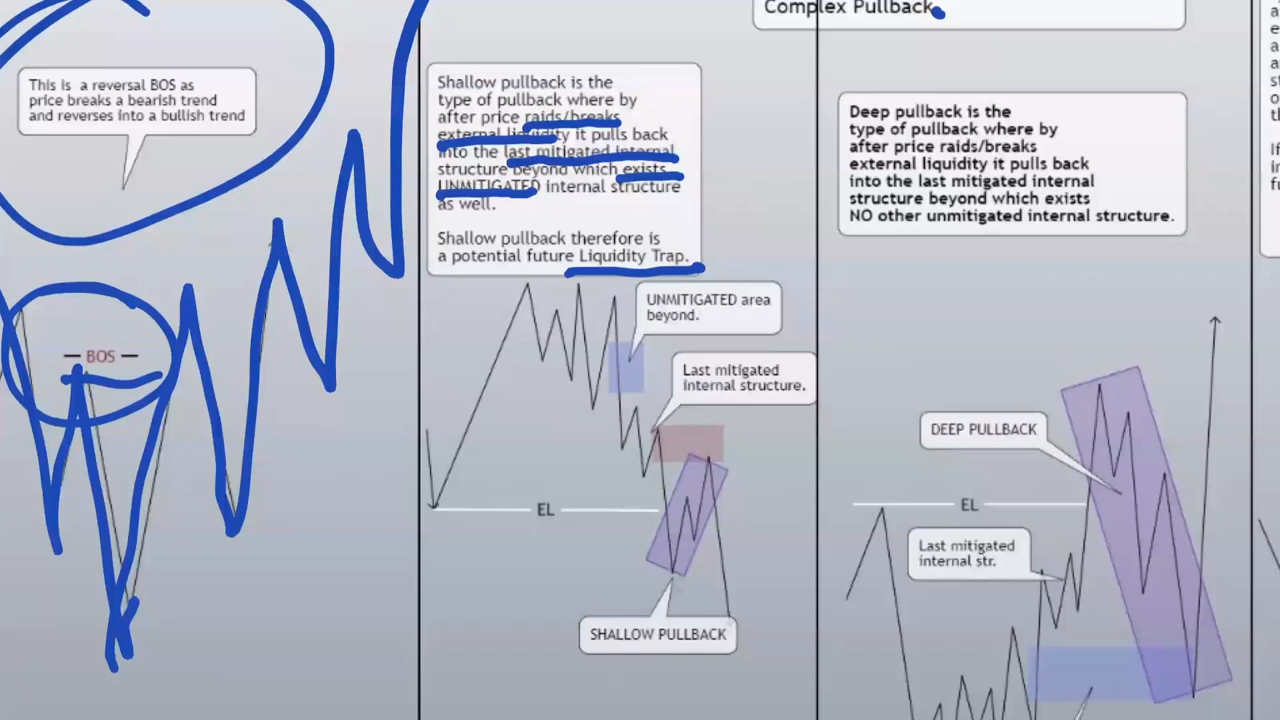 Complex Pullback.
This is a reversal BOS as
price breaks a bearish trend
and reverses into a bullish trend
BOS
Shallow pullback is the
type of pullback where by
after price raids/breaks
external liquidity it pulls back
into the last mitigated internal
structure beyond which exists
UNMITIGATED internal structure
as well.
Shallow pullback therefore is
a potential future Liquidity Trap.
UNMITIGATED area
beyond.
Last mitigated
internal structure.
EL
SHALLOW PULLBACK
Deep pullback is the
type of pullback where by
after price raids/breaks
external liquidity it pulls back
into the last mitigated internal
structure beyond which exists
NO other unmitigated internal structure.
DEEP PULLBACK
EL
Last mitigated
internal str.